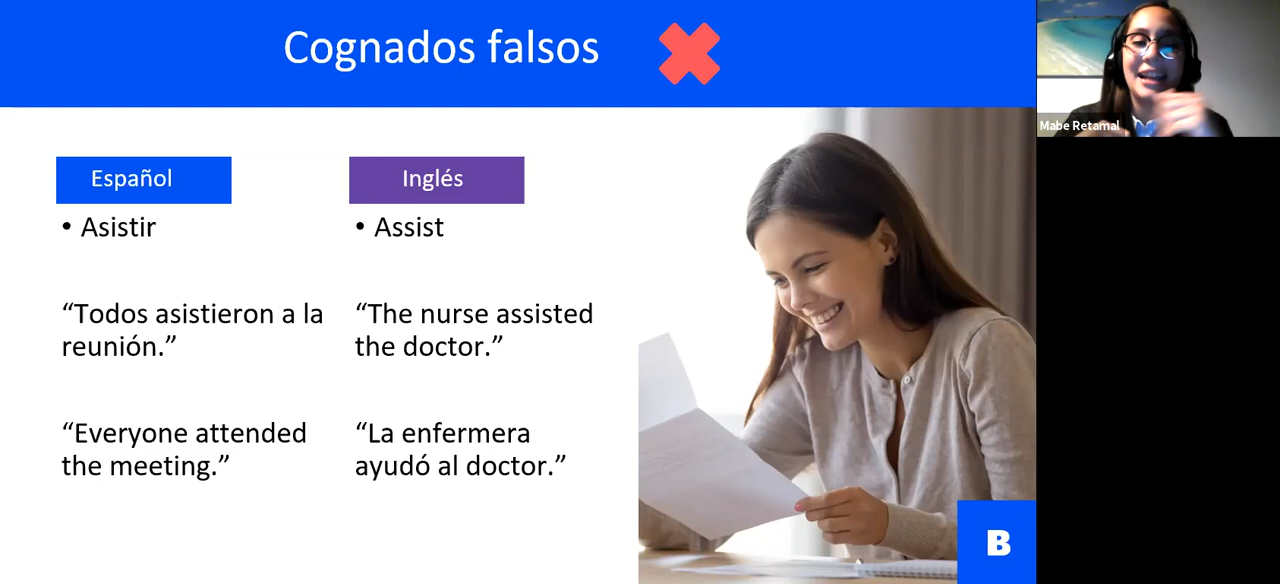 Cognados falsos
Mabe Retamal
Español
Inglés
• Asistir
• Assist
“Todos asistieron a la
reunión.”
“The nurse assisted
the doctor.”
“Everyone attended
the meeting.”
“La enfermera
ayudó al doctor.”
B